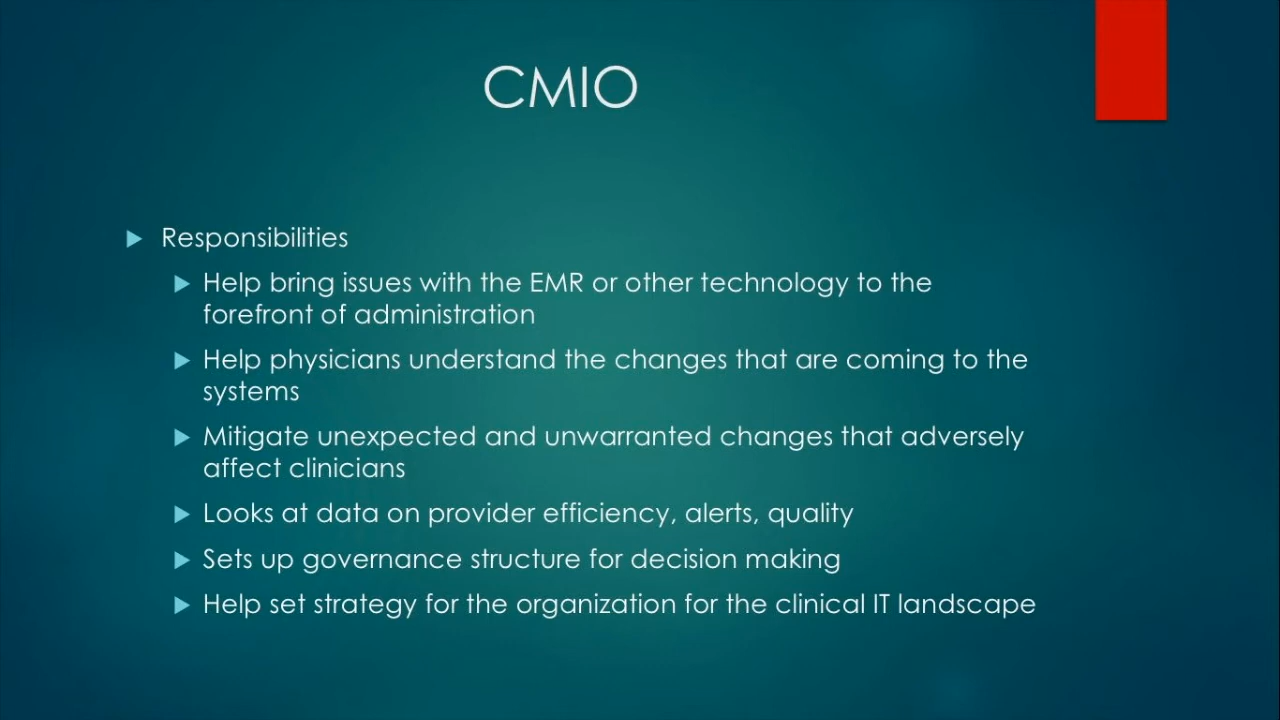 CMIO
Responsibilities
Help bring issues with the EMR or other technology to the
forefront of administration
Help physicians understand the changes that are coming to the
systems
Mitigate unexpected and unwarranted changes that adversely
affect clinicians
Looks at data on provider efficiency, alerts, quality
Sets up governance structure for decision making
Help set strategy for the organization for the clinical IT landscape